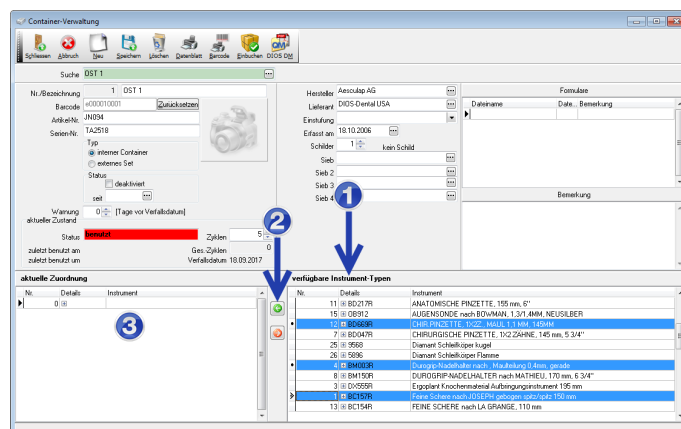 Container-Verwaltung
Schliessen Abbruch Neu Speichern Löschen Datenblatt Barcode Einbuchen DIOS DM
Suche OST 1
Nr./Bezeichnung 1 OST 1
Barcode e000010001 Zurücksetzen
Artikel-Nr. JN094
Serien-Nr. TA2518
Typ
interner Container
externes Set
Status
deaktiviert
seit
Warnung 0 [Tage vor Verfallsdatum]
aktueller Zustand
Status benutzt Zyklen 5
zuletzt benutzt am Ges.-Zyklen 0
zuletzt benutzt um Verfallsdatum 18.09.2017
Hersteller Aesculap AG
Lieferant DIOS-Dental USA
Einstufung
Erfasst am 18.10.2006
Schilder 1 kein Schild
Sieb
Sieb 2
Sieb 3
Sieb 4
Formulare
Dateiname Date... Bemerkung
Bemerkung
1
2
3
aktuelle Zuordnung
Nr. Details Instrument
0
verfügbare Instrument-Typen
Nr. Details Instrument
11 BD217R ANATOMISCHE PINZETTE, 155 mm, 6"
15 OB912 AUGENSONDE nach BOWMAN, 1,3/1,4MM, NEUSILBER
12 BD669R CHIR.PINZETTE, 1X2Z., MAUL 1,1 MM, 145MM
7 BD047R CHIRURGISCHE PINZETTE, 1X2 ZÄHNE, 145 mm, 5 3/4"
25 9568 Diamant Schleifköper kugel
26 5896 Diamant Schleifköper Flamme
4 BM003R Durogrip-Nadelhalter nach . Maulteilung 0,4mm, gerade
8 BM150R DUROGRIP-NADELHALTER nach MATHIEU, 170 mm, 6 3/4"
3 DX555R Ergoplant Knochenmaterial Aufbringungsinstrument 195 mm
1 BC157R Feine Schere nach JOSEPH gebogen spitz/spitz 150 mm
13 BC154R FEINE SCHERE nach LA GRANGE, 110 mm